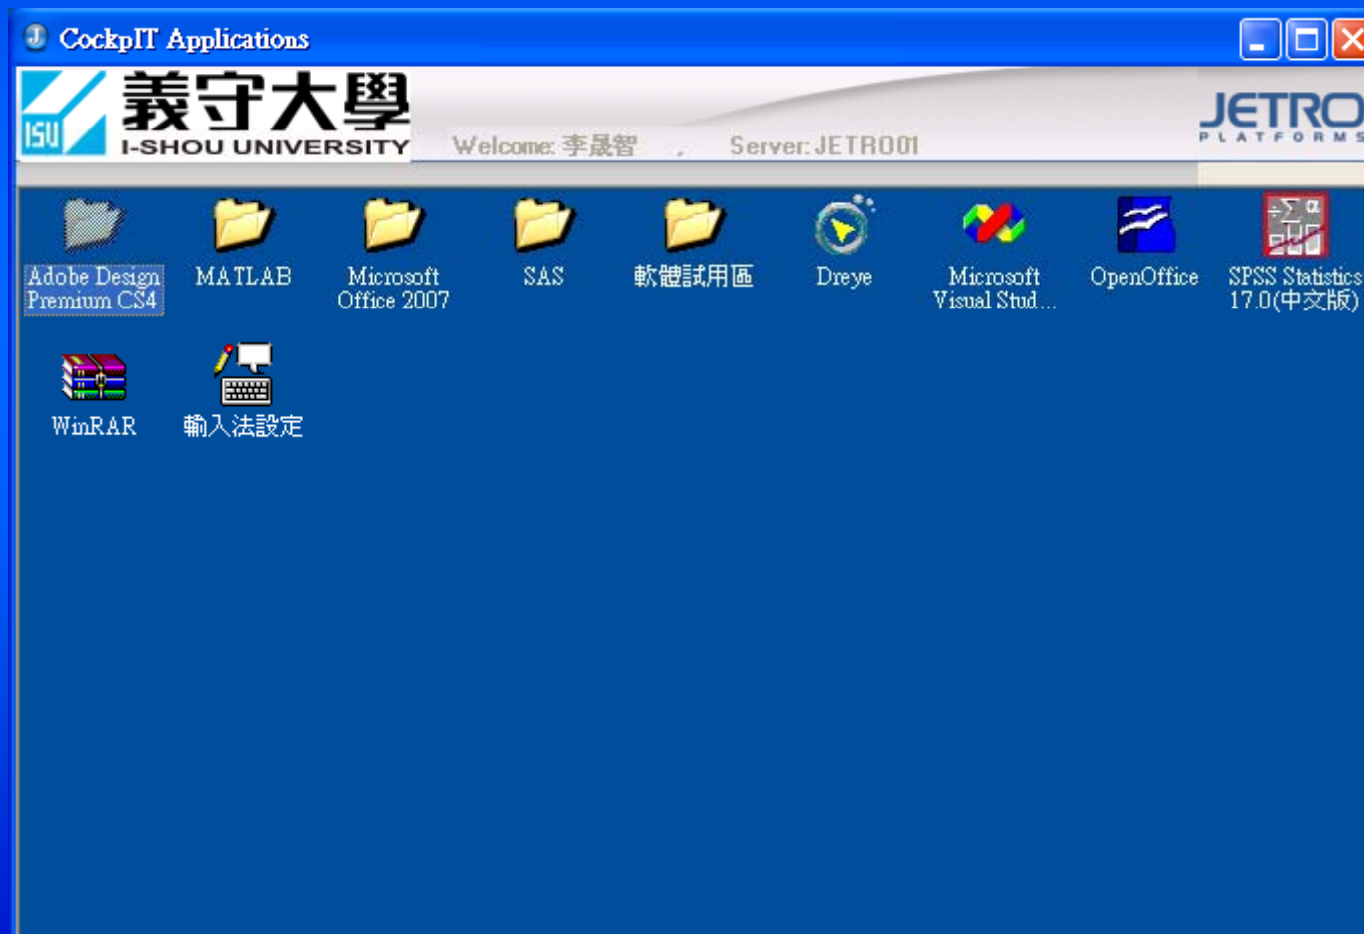 CockpIT Applications
ISU
義守大學
I-SHOU UNIVERSITY
Welcome: 李晟智 , Server: JETRO01
JETRO
PLATFORMS
Adobe Design
Premium CS4
MATLAB
Microsoft
Office 2007
SAS
軟體試用區
Dreye
Microsoft
Visual Stud...
OpenOffice
SPSS Statistics
17.0(中文版)
WinRAR
輸入法設定